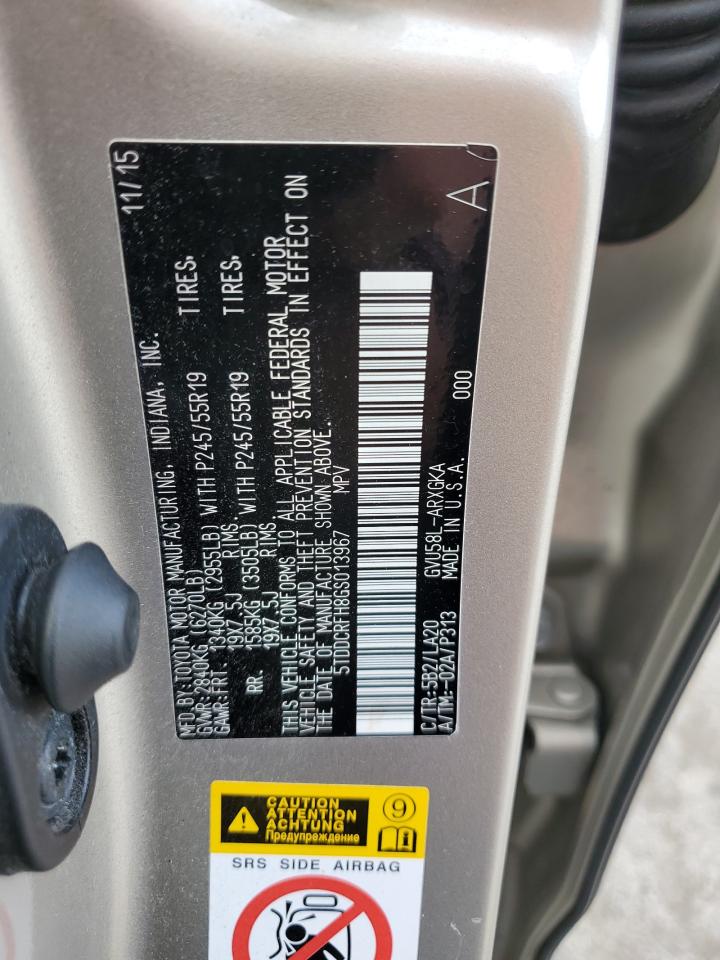 MFD. BY: TOYOTA MOTOR MANUFACTURING, INDIANA, INC. 11/15
GVWR: 2840KG (6270LB)
GAWR: FRT. 1340KG (2955LB) WITH P245/55R19 TIRES,
19X7.5J RIMS,
RR. 1585KG (3505LB) WITH P245/55R19 TIRES,
19X7.5J RIMS,
THIS VEHICLE CONFORMS TO ALL APPLICABLE FEDERAL MOTOR
VEHICLE SAFETY AND THEFT PREVENTION STANDARDS IN EFFECT ON
THE DATE OF MANUFACTURE SHOWN ABOVE.
5TDDCRFH8GS013967 MPV
C/TR: 5B2/LA20 GVU58L-ARXGKA
A/TM: -02A/P313 MADE IN U.S.A. 000 A
CAUTION
ATTENTION
ACHTUNG
Предупреждение
9
SRS SIDE AIRBAG